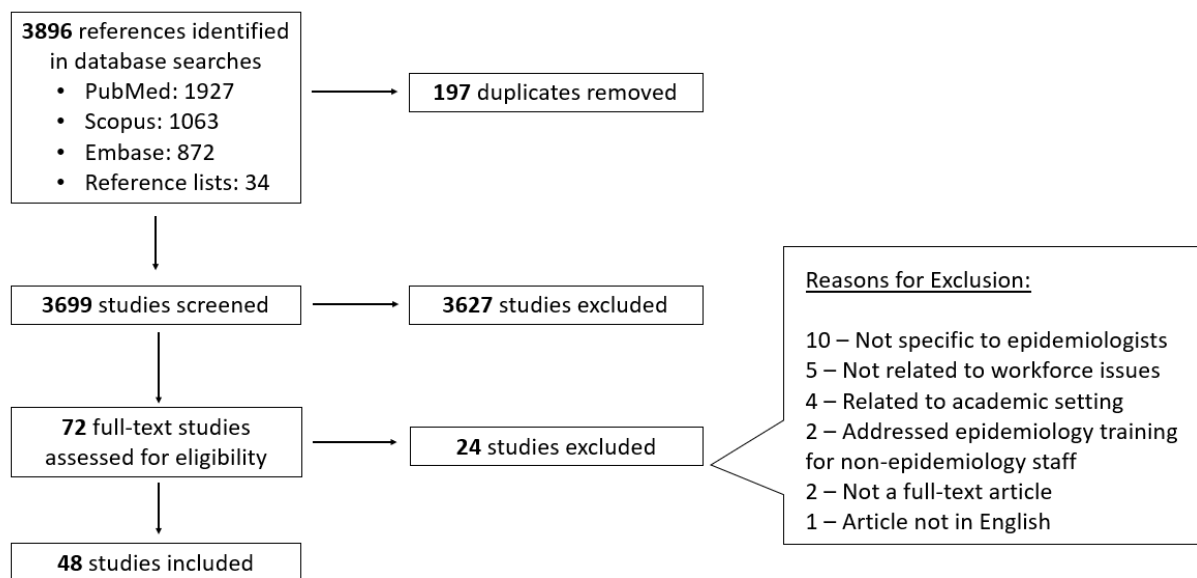 3896 references identified
in database searches
• PubMed: 1927
• Scopus: 1063
• Embase: 872
• Reference lists: 34
197 duplicates removed
3699 studies screened
3627 studies excluded
72 full-text studies
assessed for eligibility
24 studies excluded
Reasons for Exclusion:
10 – Not specific to epidemiologists
5 – Not related to workforce issues
4 – Related to academic setting
2 – Addressed epidemiology training
for non-epidemiology staff
2 – Not a full-text article
1 – Article not in English
48 studies included